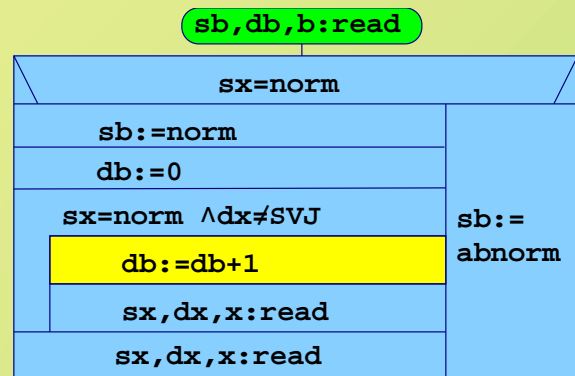 sb,db,b:read
sx=norm
sb:=norm
db:=0
sx=norm ∧dx≠SVJ
db:=db+1
sx,dx,x:read
sx,dx,x:read
sb:=
abnorm